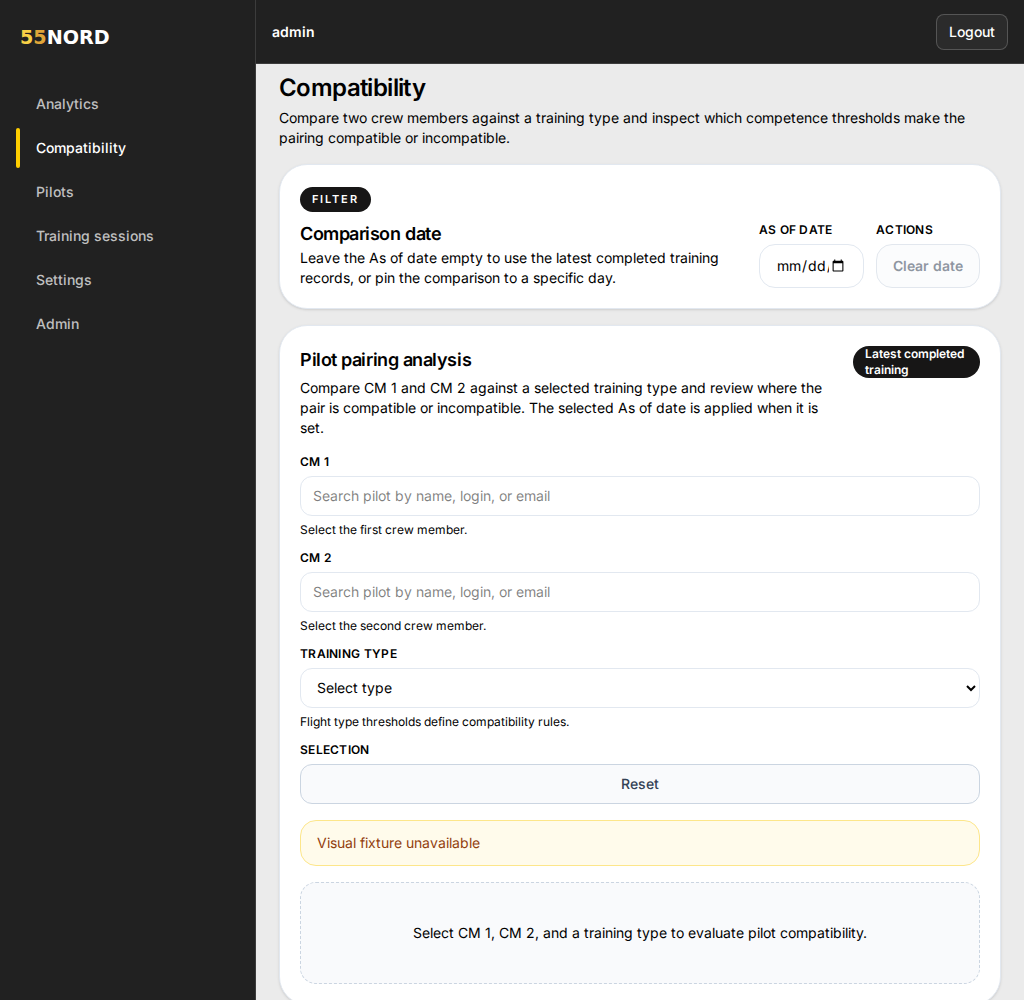 55NORD
admin
Logout
Analytics
Compatibility
Pilots
Training sessions
Settings
Admin
Compatibility
Compare two crew members against a training type and inspect which competence thresholds make the
pairing compatible or incompatible.
FILTER
Comparison date
Leave the As of date empty to use the latest completed training
records, or pin the comparison to a specific day.
AS OF DATE
ACTIONS
mm/dd/
Clear date
Pilot pairing analysis
Latest completed
training
Compare CM 1 and CM 2 against a selected training type and review where the
pair is compatible or incompatible. The selected As of date is applied when it is
set.
CM 1
Search pilot by name, login, or email
Select the first crew member.
CM 2
Search pilot by name, login, or email
Select the second crew member.
TRAINING TYPE
Select type
Flight type thresholds define compatibility rules.
SELECTION
Reset
Visual fixture unavailable
Select CM 1, CM 2, and a training type to evaluate pilot compatibility.